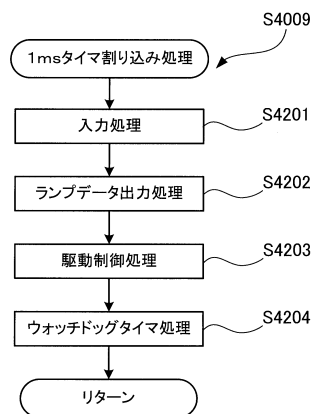 S4009
1msタイマ割り込み処理
入力処理
S4201
ランプデータ出力処理
S4202
駆動制御処理
S4203
ウォッチドッグタイマ処理
S4204
リターン